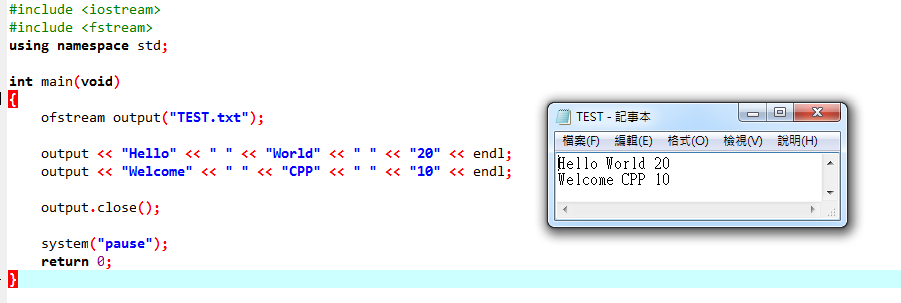 #include <iostream>
#include <fstream>
using namespace std;
int main(void)
{
ofstream output("TEST.txt");
output << "Hello" << " " << "World" << " " << "20" << endl;
output << "Welcome" << " " << "CPP" << " " << "10" << endl;
output.close();
system("pause");
return 0;
}
TEST - 記事本
檔案(F) 編輯(E) 格式(O) 檢視(V) 說明(H)
Hello World 20
Welcome CPP 10